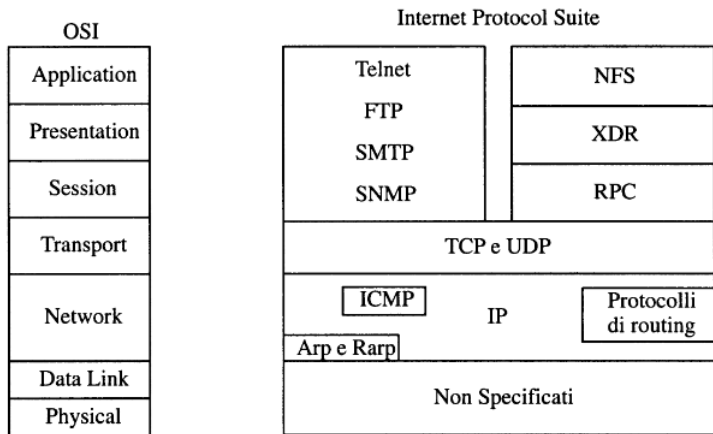 OSI
Application
Presentation
Session
Transport
Network
Data Link
Physical
Internet Protocol Suite
Telnet
FTP
SMTP
SNMP
NFS
XDR
RPC
TCP e UDP
ICMP
IP
Protocolli
di routing
Arp e Rarp
Non Specificati